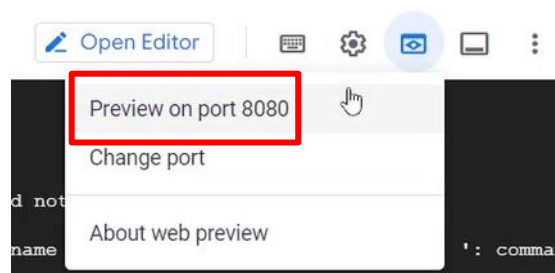 Open Editor
Preview on port 8080
Change port
d not
About web preview
name ': comma